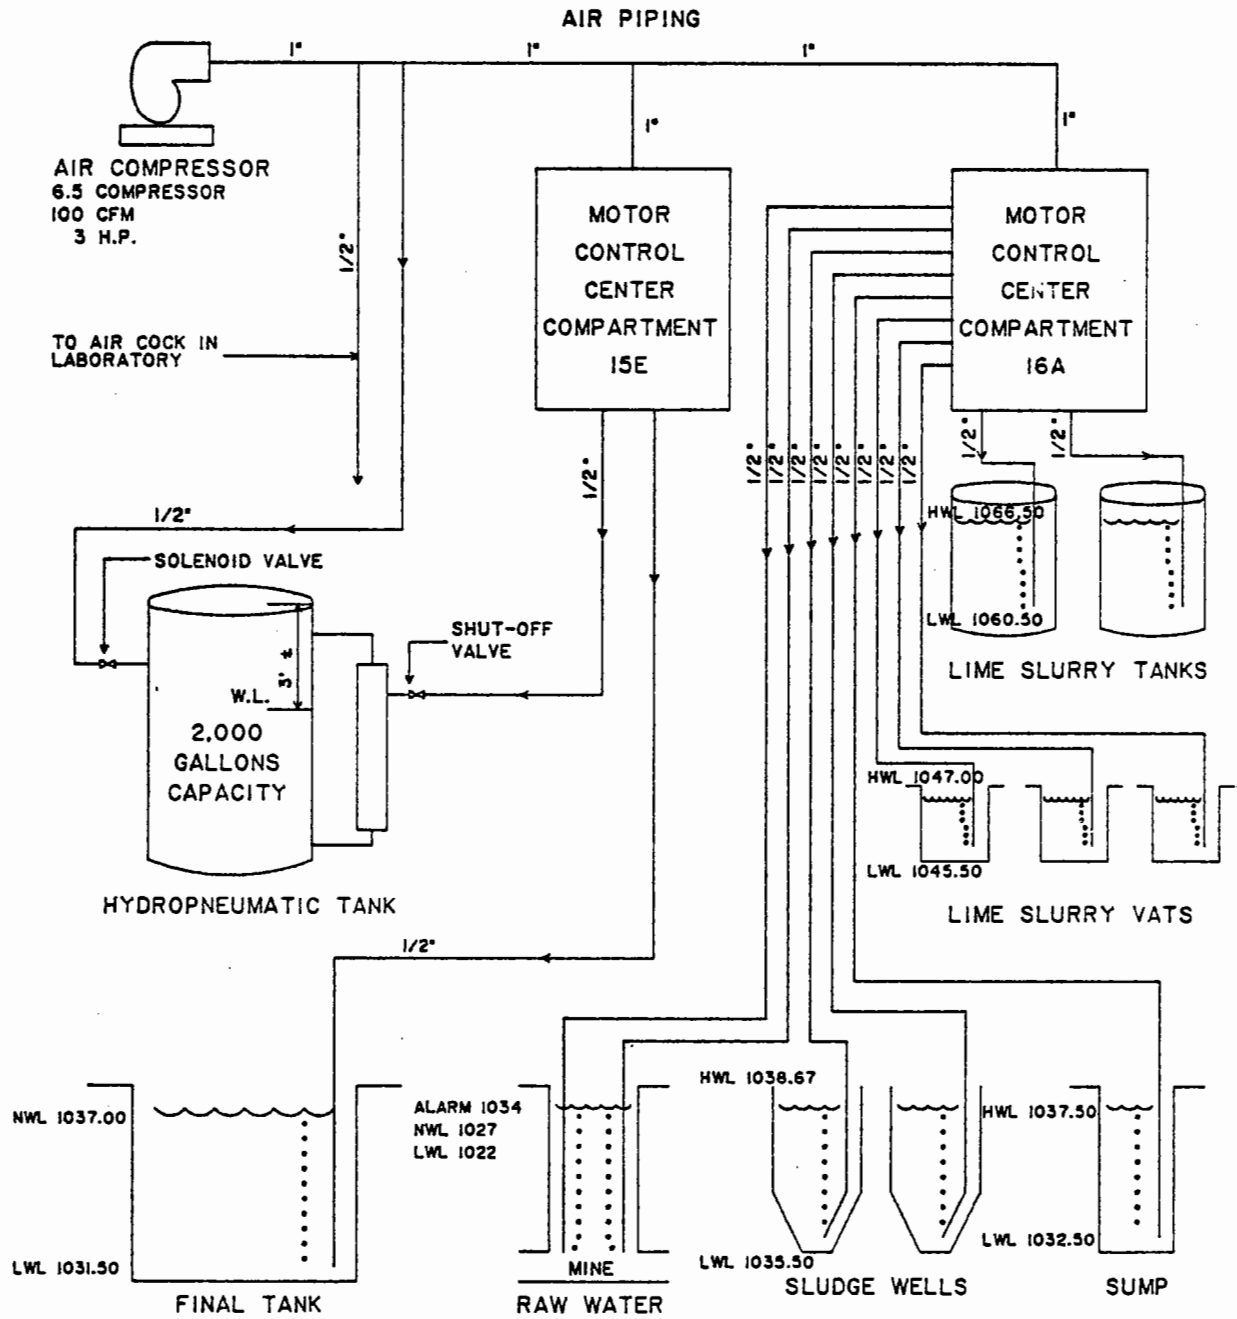 AIR PIPING
1"
1"
1"
1"
1"
AIR COMPRESSOR
6.5 COMPRESSOR
100 CFM
3 H.P.
1/2"
TO AIR COCK IN
LABORATORY
MOTOR
CONTROL
CENTER
COMPARTMENT
15E
MOTOR
CONTROL
CENTER
COMPARTMENT
16A
1/2"
1/2"
1/2"
1/2"
1/2"
1/2"
1/2"
1/2"
1/2"
1/2"
1/2"
1/2"
SOLENOID VALVE
SHUT-OFF
VALVE
3' ±
W.L.
2,000
GALLONS
CAPACITY
HYDROPNEUMATIC TANK
HWL 1066.50
LWL 1060.50
LIME SLURRY TANKS
HWL 1047.00
LWL 1045.50
LIME SLURRY VATS
NWL 1037.00
LWL 1031.50
FINAL TANK
ALARM 1034
NWL 1027
LWL 1022
MINE
RAW WATER
HWL 1038.67
LWL 1035.50
SLUDGE WELLS
HWL 1037.50
LWL 1032.50
SUMP